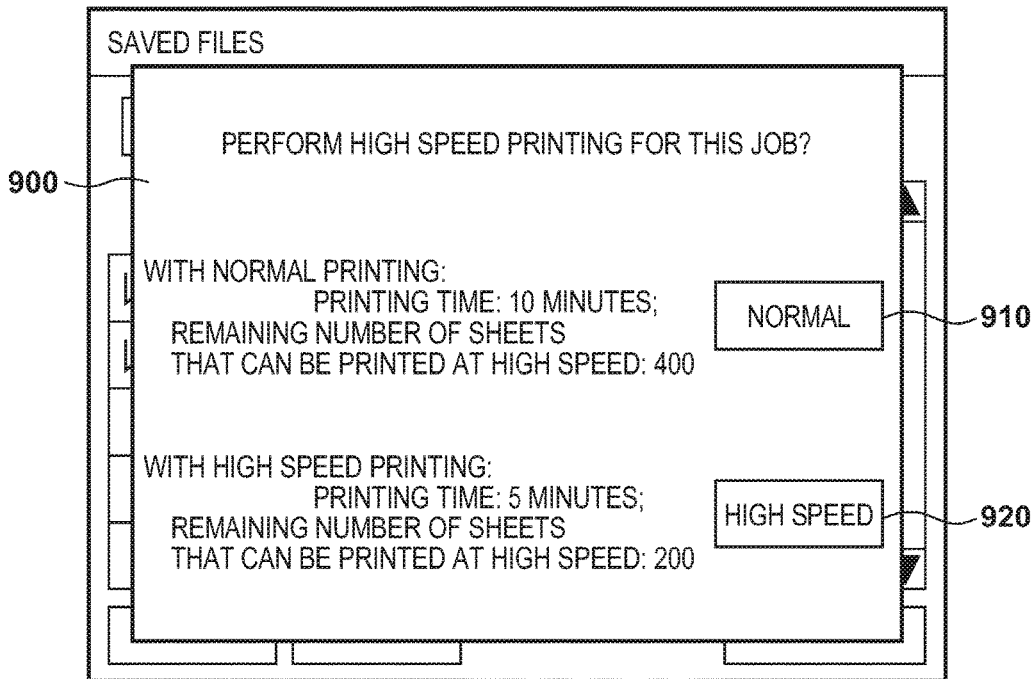 SAVED FILES
PERFORM HIGH SPEED PRINTING FOR THIS JOB?
900
WITH NORMAL PRINTING:
PRINTING TIME: 10 MINUTES;
REMAINING NUMBER OF SHEETS
THAT CAN BE PRINTED AT HIGH SPEED: 400
NORMAL
910
WITH HIGH SPEED PRINTING:
PRINTING TIME: 5 MINUTES;
REMAINING NUMBER OF SHEETS
THAT CAN BE PRINTED AT HIGH SPEED: 200
HIGH SPEED
920